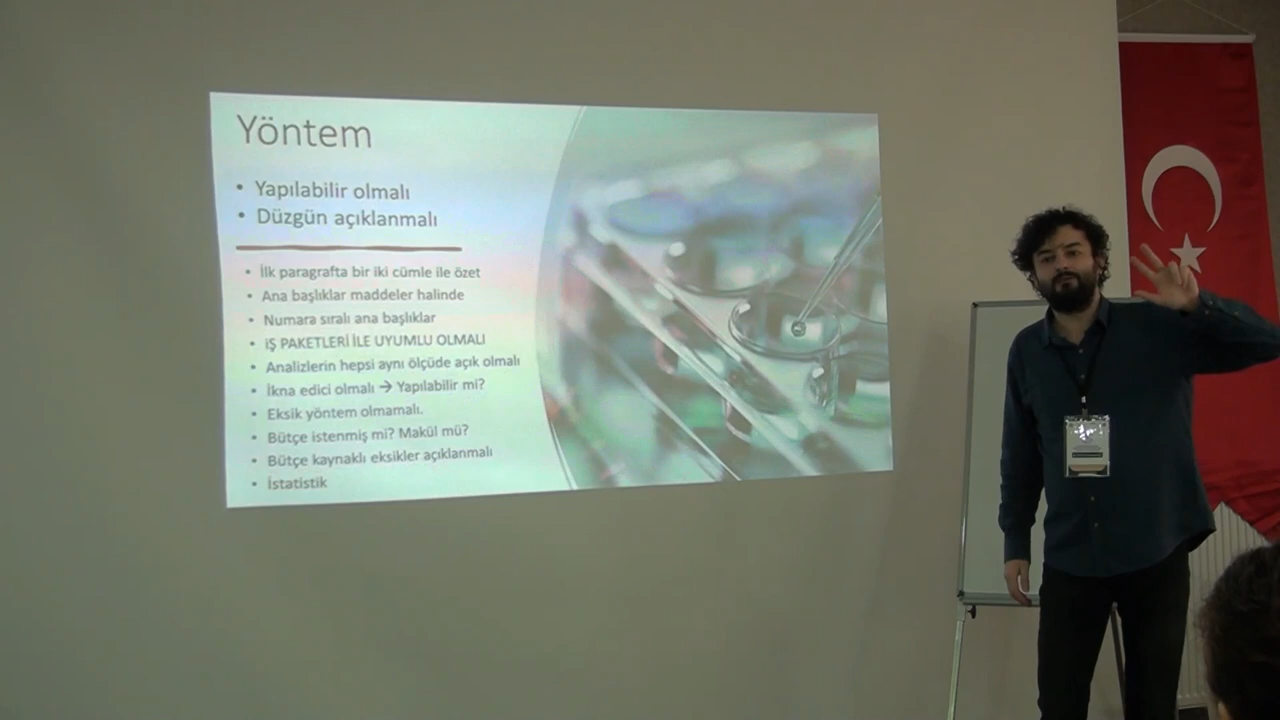 Yöntem
• Yapılabilir olmalı
• Düzgün açıklanmalı
• İlk paragrafta bir iki cümle ile özet
• Ana başlıklar maddeler halinde
• Numara sıralı ana başlıklar
• İŞ PAKETLERİ İLE UYUMLU OLMALI
• Analizlerin hepsi aynı ölçüde açık olmalı
• İkna edici olmalı → Yapılabilir mi?
• Eksik yöntem olmamalı.
• Bütçe istenmiş mi? Makül mü?
• Bütçe kaynaklı eksikler açıklanmalı
• İstatistik